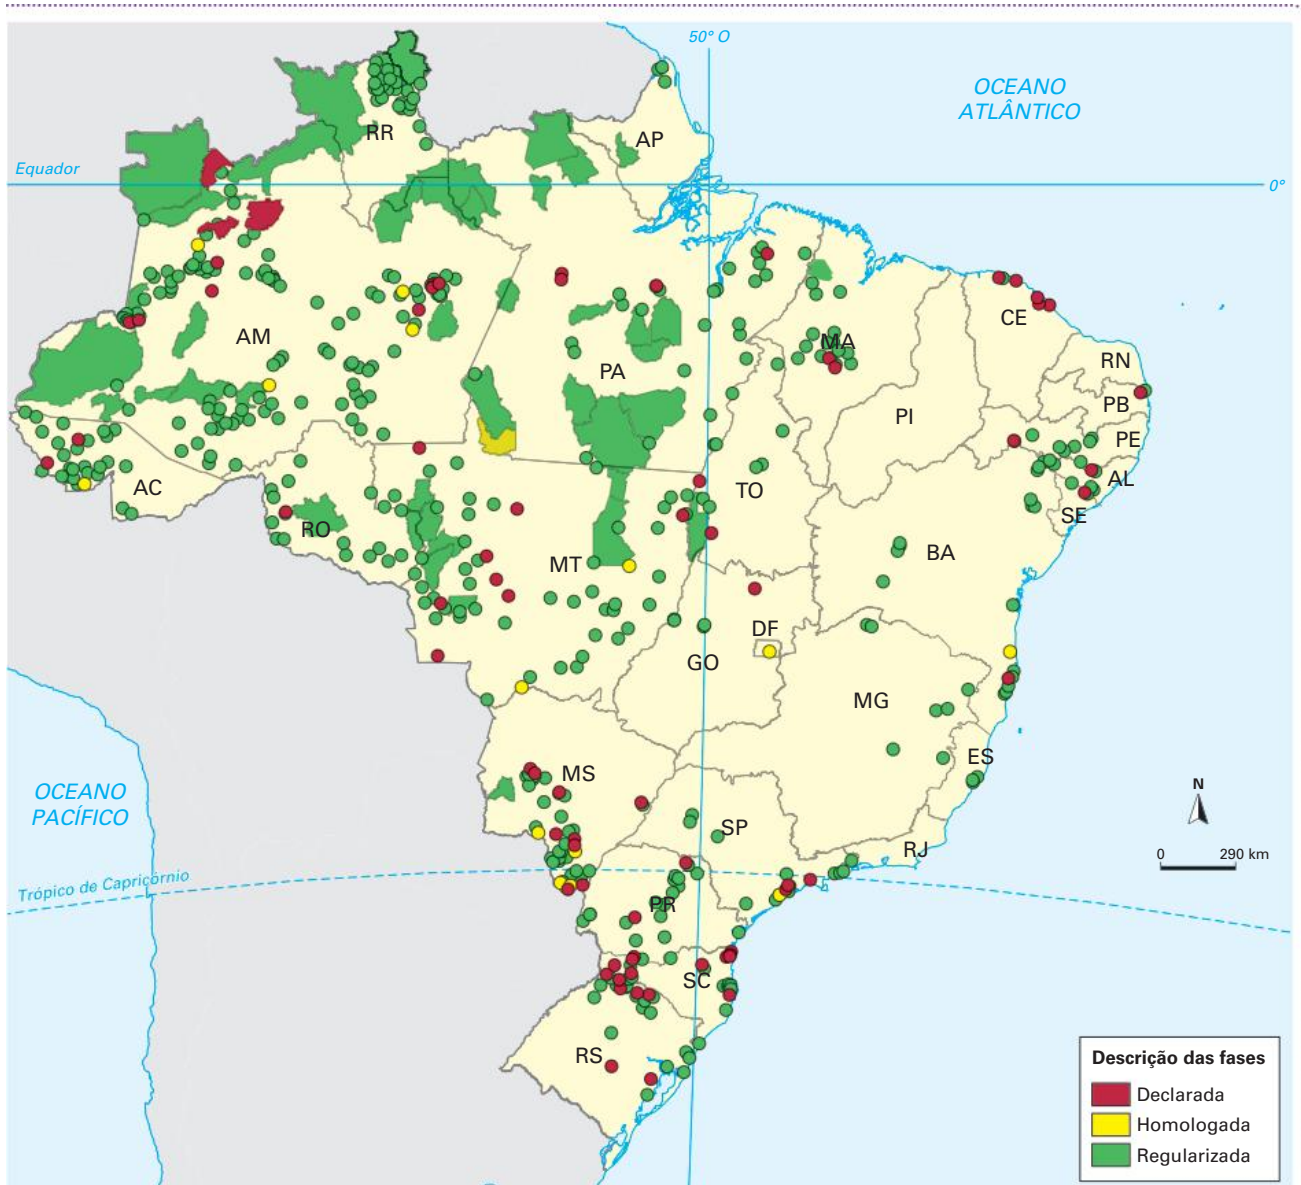 50° O
OCEANO
ATLÂNTICO
RR
AP
Equador
0°
CE
AM
MA
RN
PA
PB
PI
PE
AL
TO
AC
SE
RO
BA
MT
DF
GO
MG
ES
MS
OCEANO
PACÍFICO
N
SP
RJ
0 290 km
Trópico de Capricórnio
PR
SC
RS
Descrição das fases
Declarada
Homologada
Regularizada